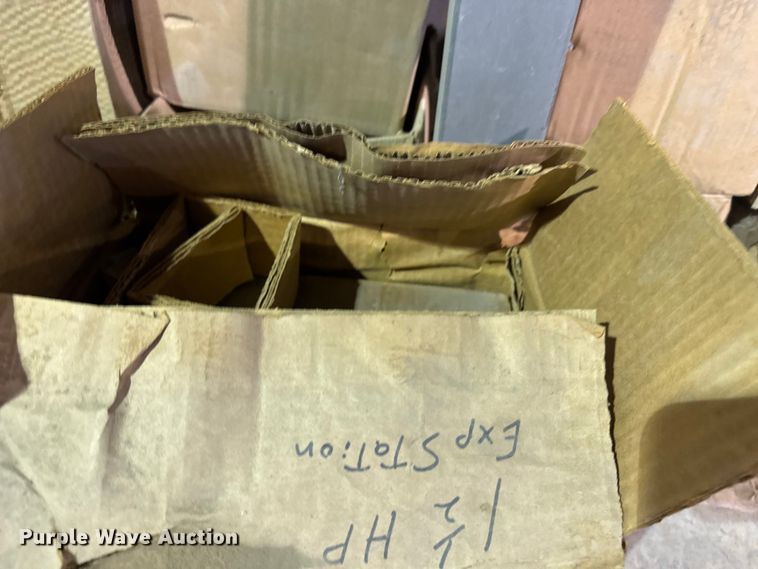 1 1/2 HP
Exp STaTion
Purple Wave Auction